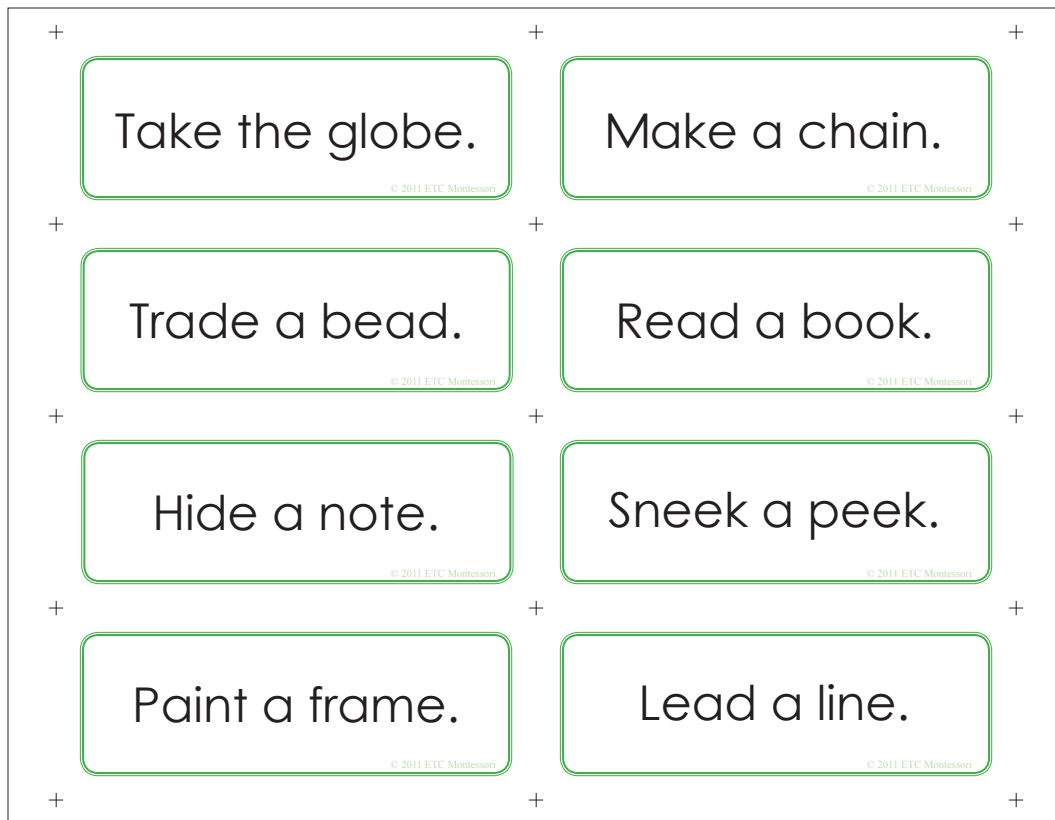 Take the globe.
© 2011 ETC Montessori
Make a chain.
© 2011 ETC Montessori
Trade a bead.
© 2011 ETC Montessori
Read a book.
© 2011 ETC Montessori
Hide a note.
© 2011 ETC Montessori
Sneek a peek.
© 2011 ETC Montessori
Paint a frame.
© 2011 ETC Montessori
Lead a line.
© 2011 ETC Montessori